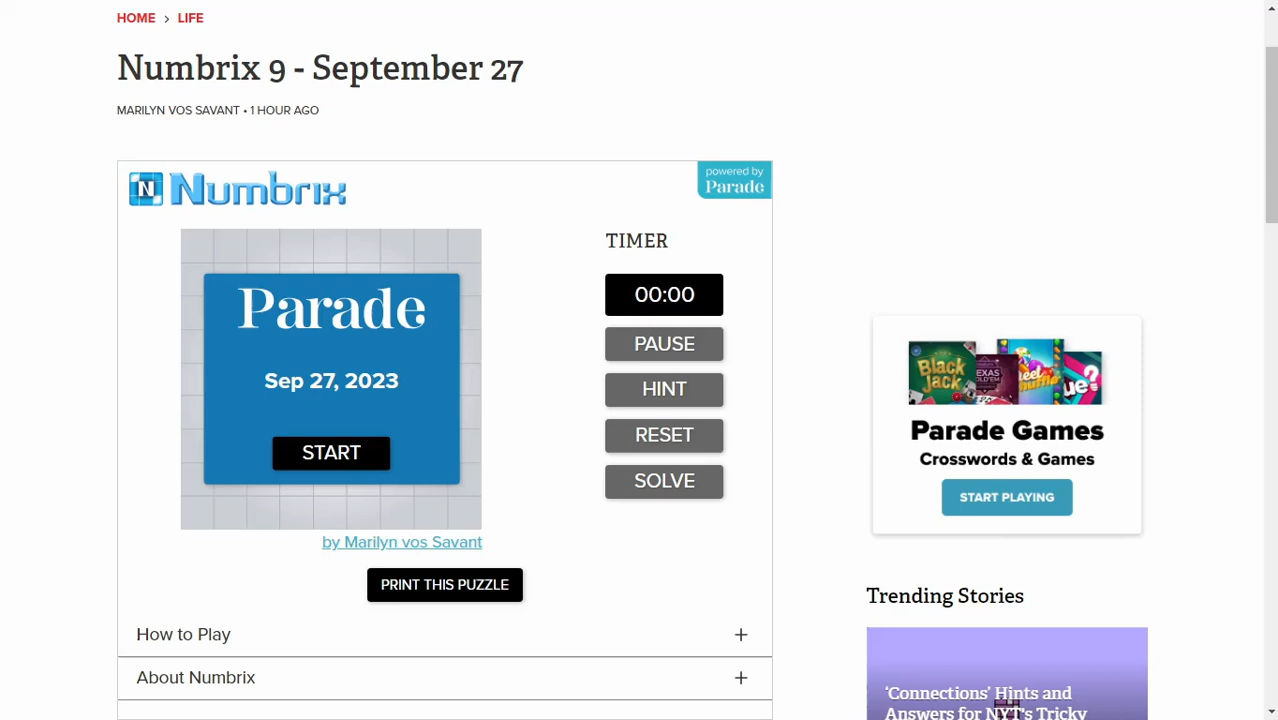 HOME > LIFE
Numbrix 9 - September 27
MARILYN VOS SAVANT • 1 HOUR AGO
N Numbrix
powered by
Parade
Parade
Sep 27, 2023
START
by Marilyn vos Savant
PRINT THIS PUZZLE
TIMER
00:00
PAUSE
HINT
RESET
SOLVE
How to Play +
About Numbrix +
Black
Jack
Parade Games
Crosswords & Games
START PLAYING
Trending Stories
‘Connections’ Hints and
Answers for NYT's Tricky